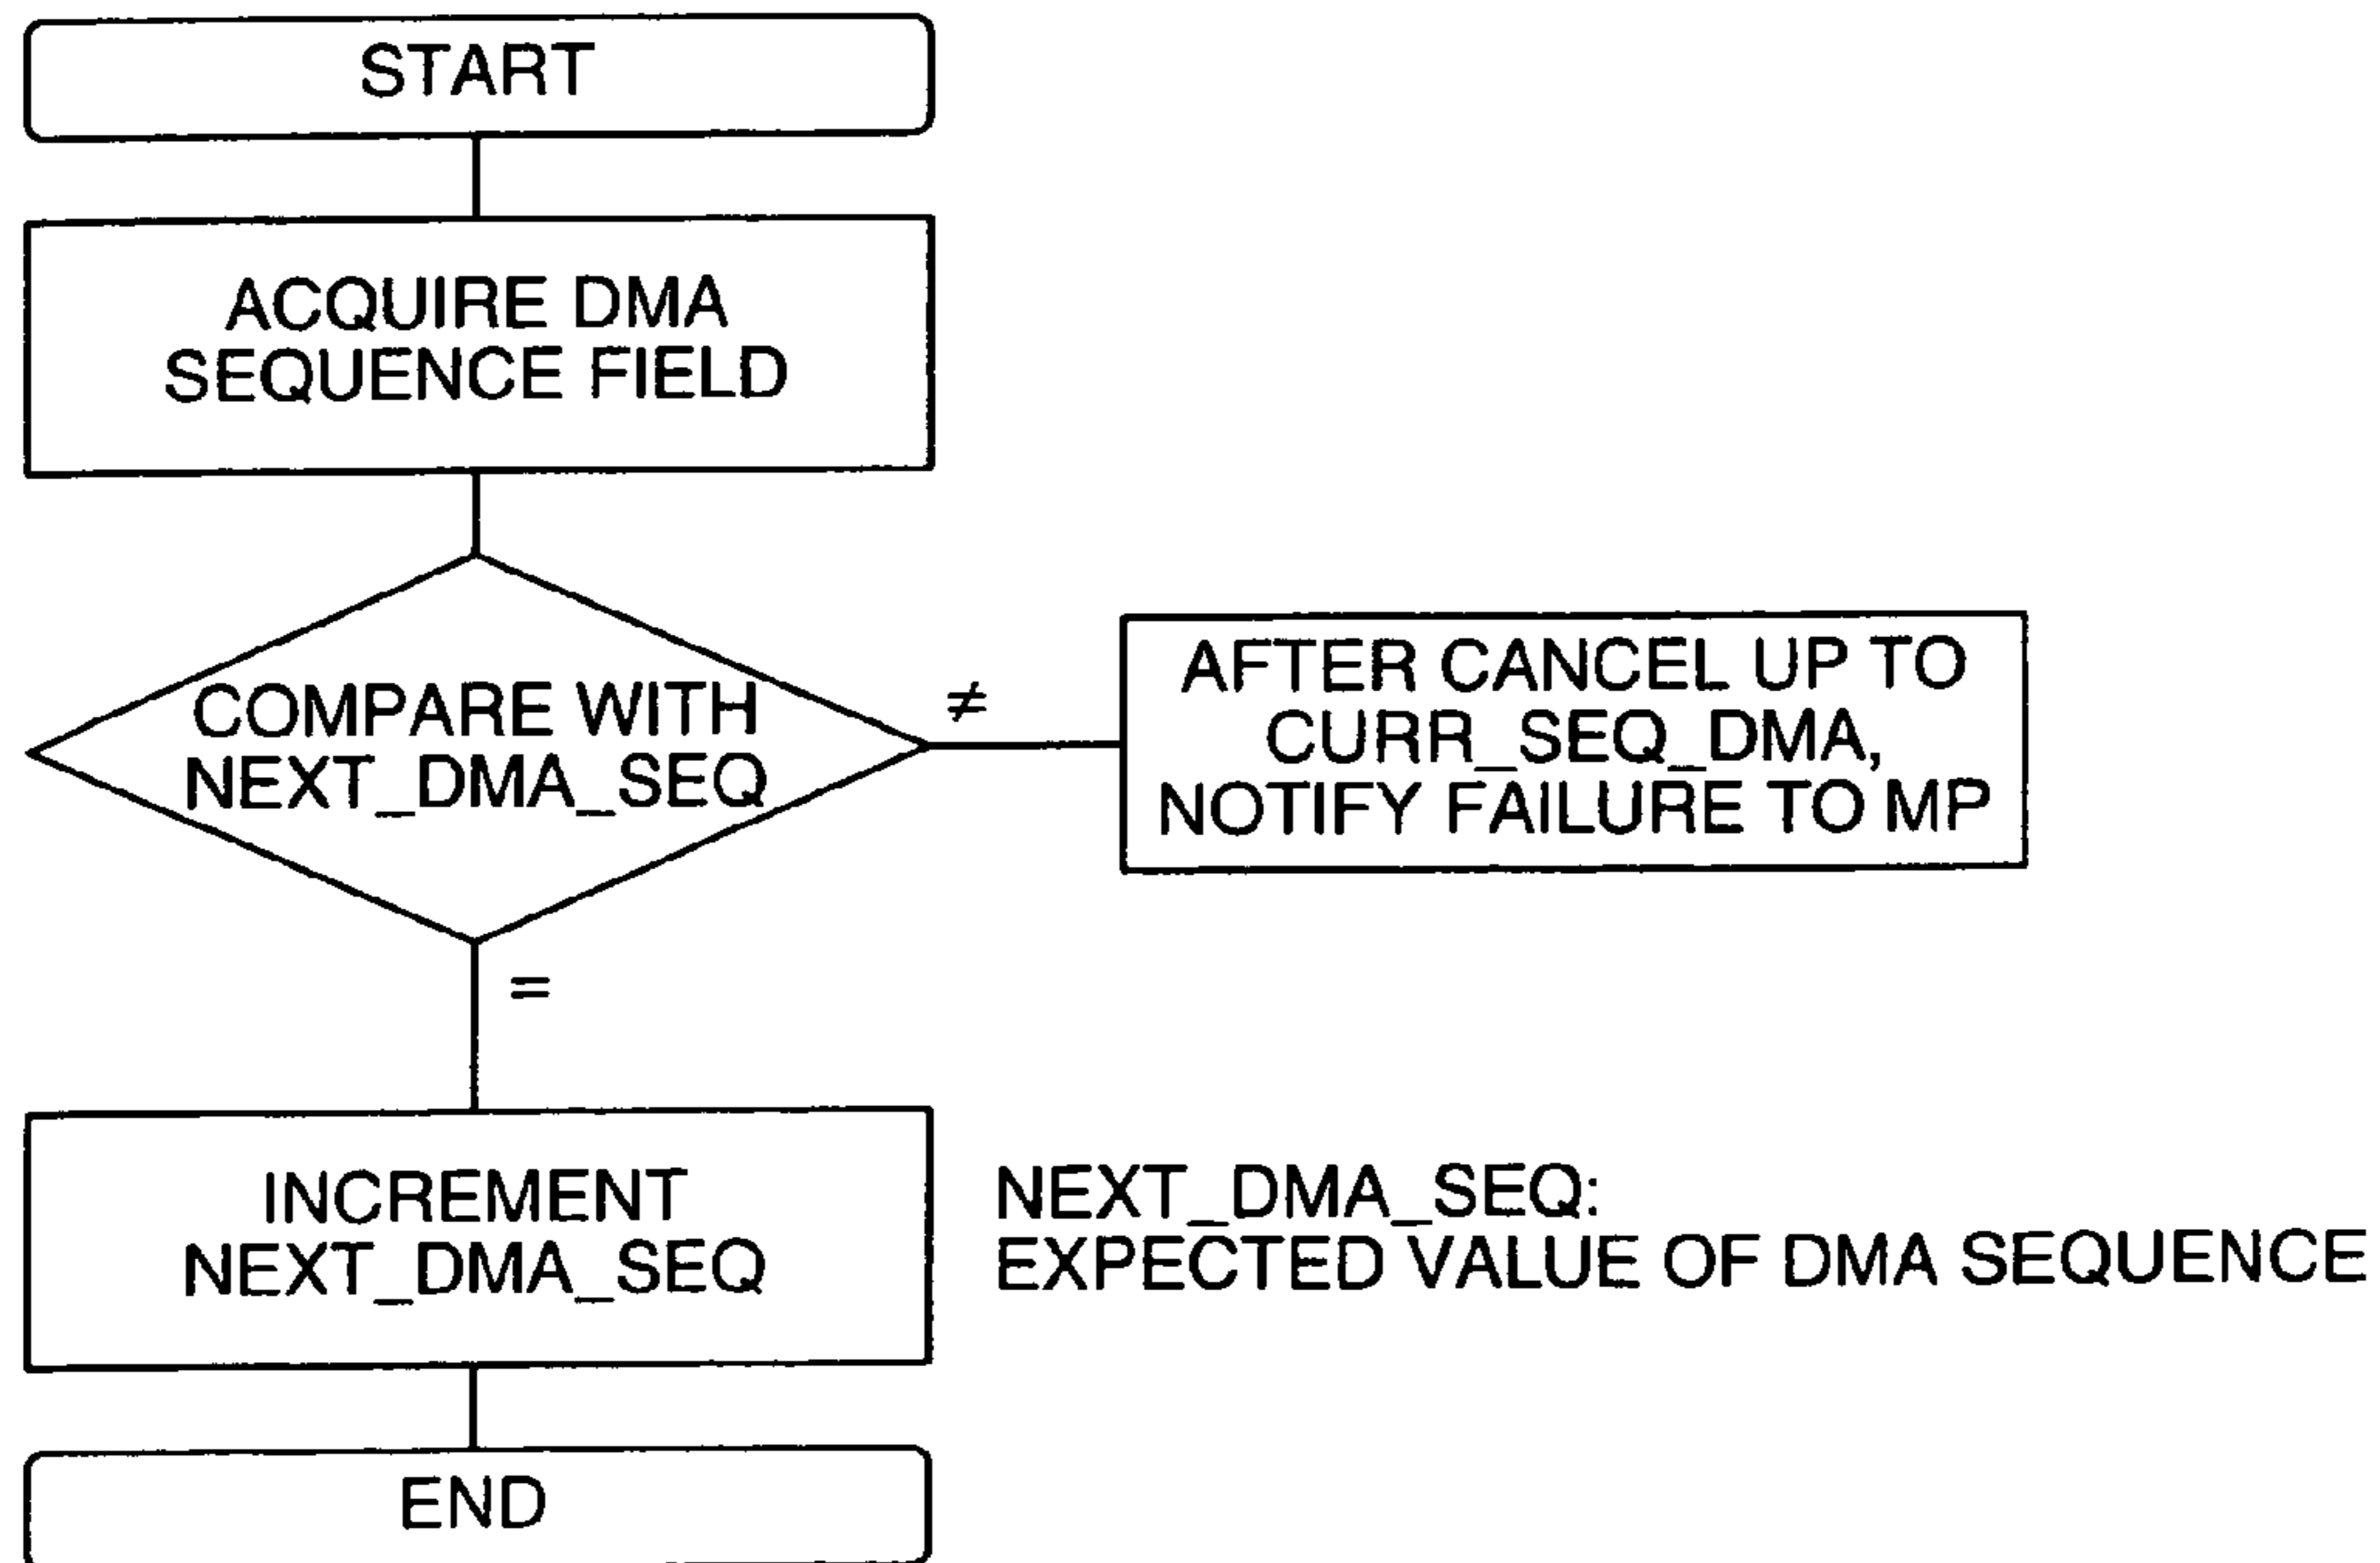 START
ACQUIRE DMA
SEQUENCE FIELD
COMPARE WITH
NEXT_DMA_SEQ
≠
AFTER CANCEL UP TO
CURR_SEQ_DMA,
NOTIFY FAILURE TO MP
=
INCREMENT
NEXT_DMA_SEQ
NEXT_DMA_SEQ:
EXPECTED VALUE OF DMA SEQUENCE
END